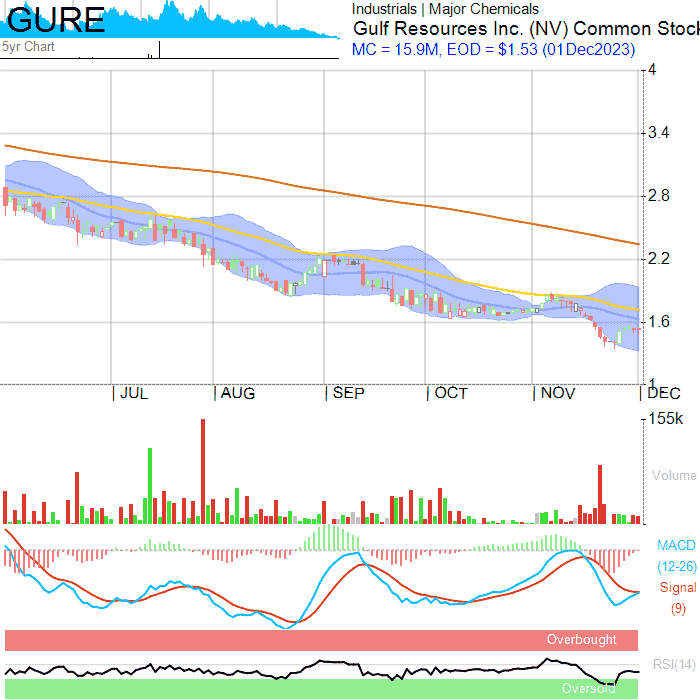 GURE
5yr Chart
Industrials | Major Chemicals
Gulf Resources Inc. (NV) Common Stock
MC = 15.9M, EOD = $1.53 (01Dec2023)
4
3.4
2.8
2.2
1.6
1
JUL AUG SEP OCT NOV DEC
155k
Volume
MACD
(12-26)
Signal
(9)
Overbought
RSI(14)
Oversold